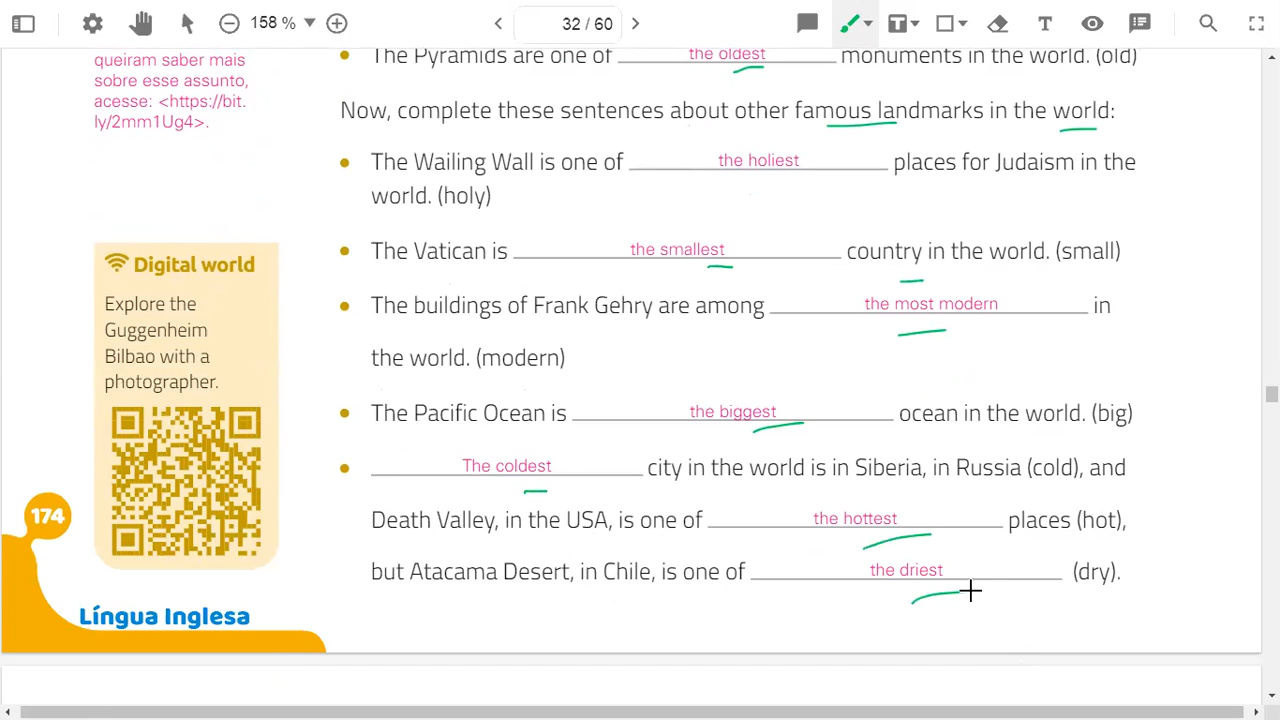 158 %
32 / 60
queiram saber mais
sobre esse assunto,
acesse: <https://bit.
ly/2mm1Ug4>.
• The Pyramids are one of the oldest monuments in the world. (old)
Now, complete these sentences about other famous landmarks in the world:
• The Wailing Wall is one of the holiest places for Judaism in the
world. (holy)
• The Vatican is the smallest country in the world. (small)
• The buildings of Frank Gehry are among the most modern in
the world. (modern)
• The Pacific Ocean is the biggest ocean in the world. (big)
• The coldest city in the world is in Siberia, in Russia (cold), and
Death Valley, in the USA, is one of the hottest places (hot),
but Atacama Desert, in Chile, is one of the driest (dry).
Digital world
Explore the
Guggenheim
Bilbao with a
photographer.
174
Língua Inglesa